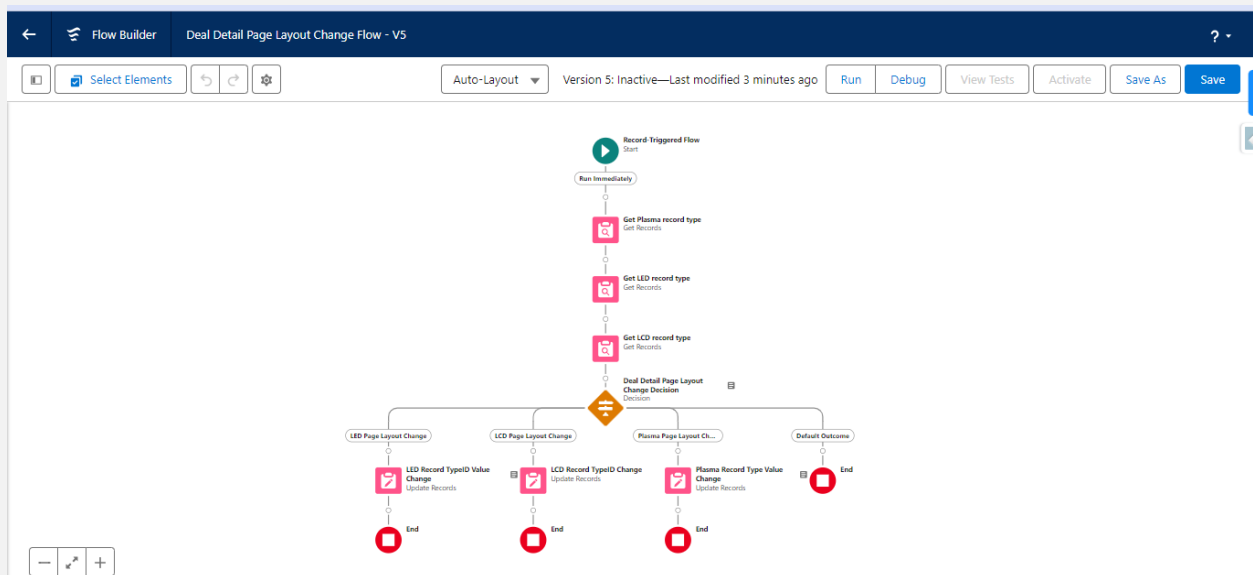 Flow Builder
Deal Detail Page Layout Change Flow - V5
?
Select Elements
Auto-Layout
Version 5: Inactive—Last modified 3 minutes ago
Run
Debug
View Tests
Activate
Save As
Save
Record-Triggered Flow
Start
Run Immediately
Get Plasma record type
Get Records
Get LED record type
Get Records
Get LCD record type
Get Records
Deal Detail Page Layout
Change Decision
Decision
LED Page Layout Change
LCD Page Layout Change
Plasma Page Layout Ch...
Default Outcome
LED Record TypeID Value
Change
Update Records
LCD Record TypeID Change
Update Records
Plasma Record Type Value
Change
Update Records
End
End
End
End